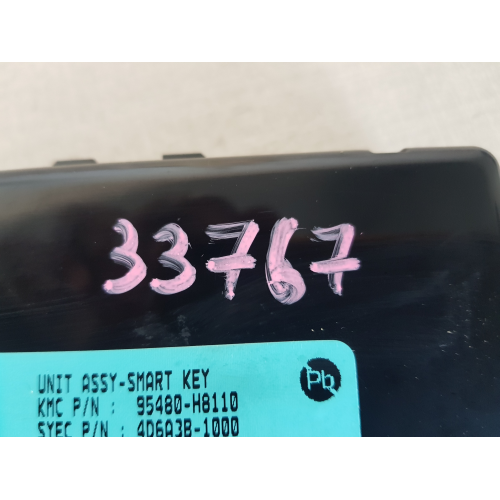 33767
UNIT ASSY-SMART KEY
KMC P/N : 95480-H8110
SYEC P/N : 4D6A3B-1000
Pb